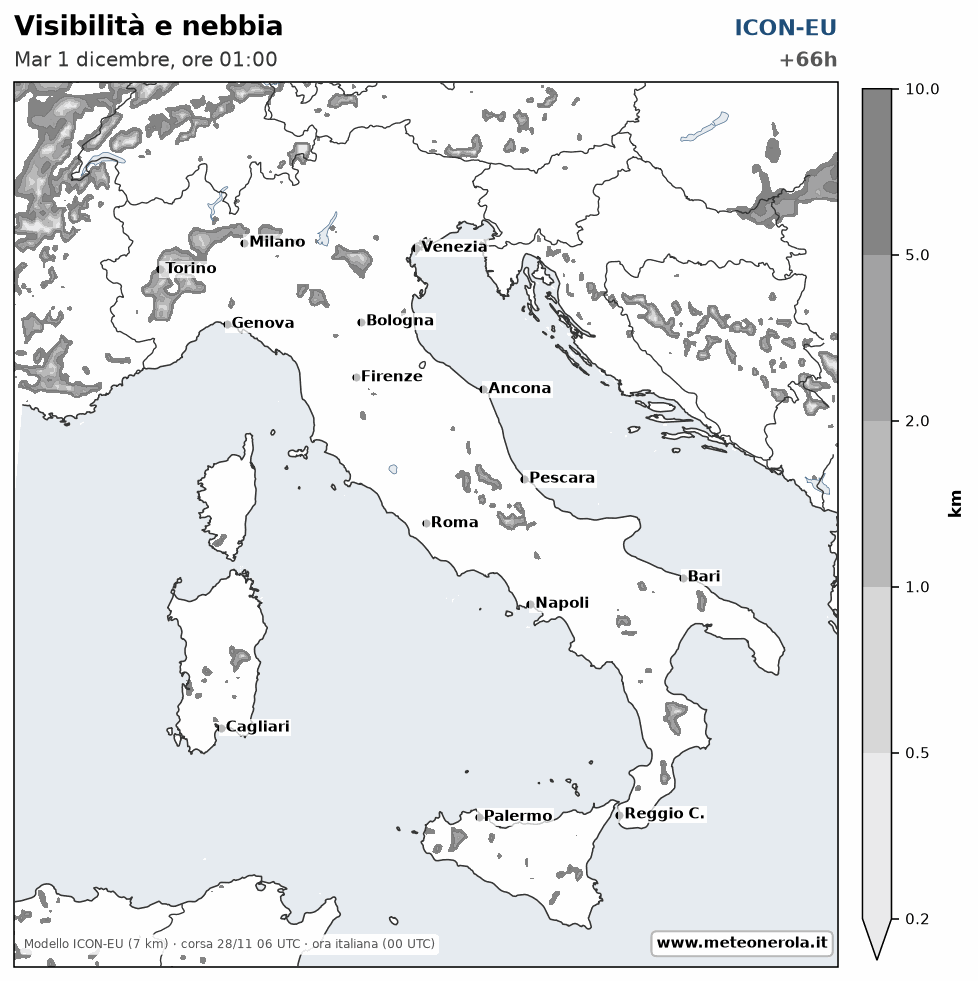 Visibilità e nebbia
ICON-EU
Mar 1 dicembre, ore 01:00
+66h
10.0
5.0
2.0
1.0
0.5
0.2
km
Milano
Venezia
Torino
Genova
Bologna
Firenze
Ancona
Pescara
Roma
Bari
Napoli
Cagliari
Palermo
Reggio C.
Modello ICON-EU (7 km) · corsa 28/11 06 UTC · ora italiana (00 UTC)
www.meteonerola.it